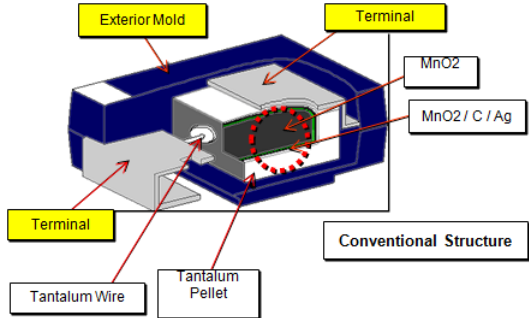 Exterior Mold
Terminal
MnO2
MnO2 / C / Ag
Terminal
Conventional Structure
Tantalum Wire
Tantalum
Pellet